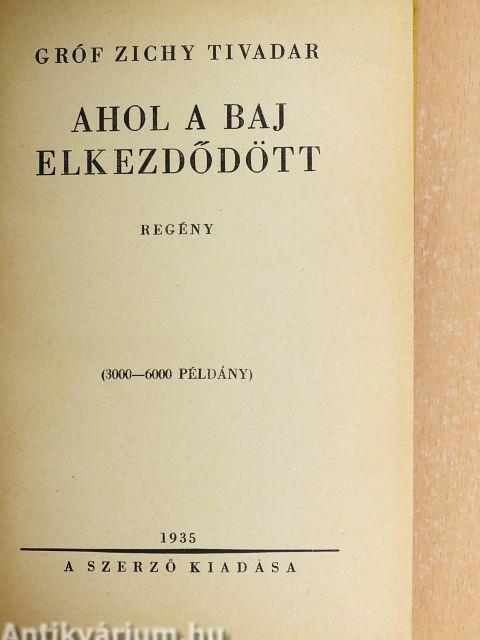 GRÓF ZICHY TIVADAR
AHOL A BAJ
ELKEZDŐDÖTT
REGÉNY
(3000—6000 PÉLDÁNY)
1935
A SZERZŐ KIADÁSA
Antikvárium.hu